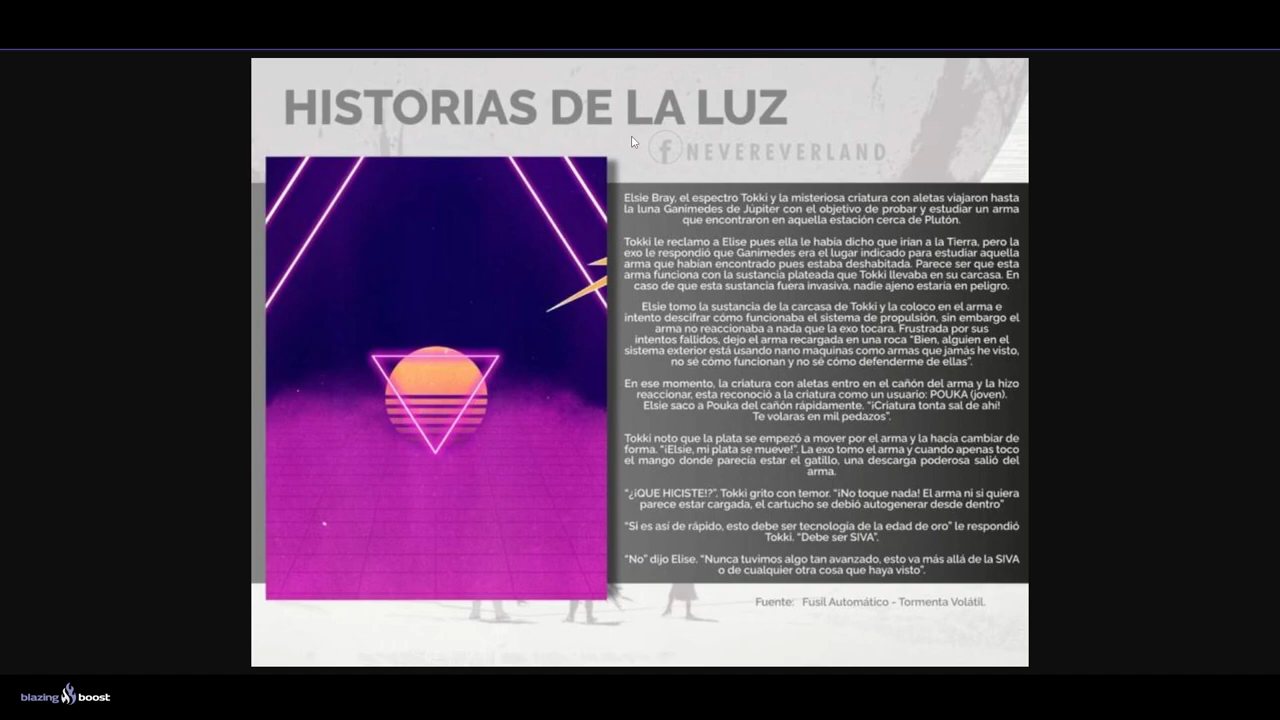 HISTORIAS DE LA LUZ
NEVEREVERLAND
Elsie Bray, el espectro Tokki y la misteriosa criatura con aletas viajaron hasta
la luna Ganimedes de Júpiter con el objetivo de probar y estudiar un arma
que encontraron en aquella estación cerca de Plutón.
Tokki le reclamo a Elise pues ella le había dicho que irian a la Tierra, pero la
exo le respondió que Ganimedes era el lugar indicado para estudiar aquella
arma que habían encontrado pues estaba deshabitada. Parece ser que esta
arma funciona con la sustancia plateada que Tokki llevaba en su carcasa. En
caso de que esta sustancia fuera invasiva, nadie ajeno estaría en peligro.
Elsie tomo la sustancia de la carcasa de Tokki y la coloco en el arma e
intento descifrar cómo funcionaba el sistema de propulsión, sin embargo el
arma no reaccionaba a nada que la exo tocara. Frustrada por sus
intentos fallidos, dejo el arma recargada en una roca "Bien, alguien en el
sistema exterior está usando nano maquinas como armas que jamás he visto,
no sé cómo funcionan y no sé cómo defenderme de ellas".
En ese momento, la criatura con aletas entro en el cañón del arma y la hizo
reaccionar, esta reconoció a la criatura como un usuario: POUKA (joven).
Elsie saco a Pouka del cañón rápidamente. "¡Criatura tonta sal de ahí!
Te volaras en mil pedazos".
Tokki noto que la plata se empezó a mover por el arma y la hacía cambiar de
forma. "¡Elsie, mi plata se mueve!". La exo tomo el arma y cuando apenas toco
el mango donde parecía estar el gatillo, una descarga poderosa salió del
arma.
"¿¡QUE HICISTE!?". Tokki grito con temor. "¡No toque nada! El arma ni si quiera
parece estar cargada, el cartucho se debió autogenerar desde dentro"
"Si es así de rápido, esto debe ser tecnología de la edad de oro" le respondió
Tokki. "Debe ser SIVA".
"No" dijo Elise. "Nunca tuvimos algo tan avanzado, esto va más allá de la SIVA
o de cualquier otra cosa que haya visto".
Fuente: Fusil Automático - Tormenta Volátil.
blazing boost